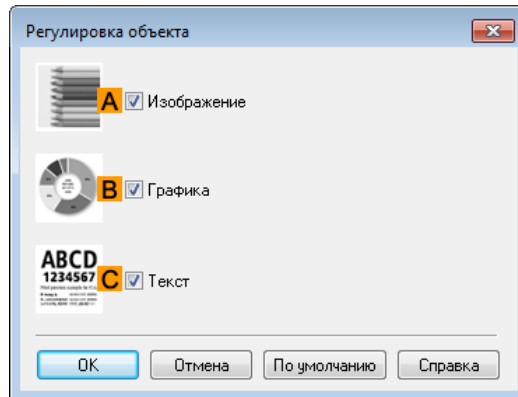 Регулировка объекта
A Изображение
B Графика
ABCD
1234567
C Текст
OK Отмена По умолчанию Справка